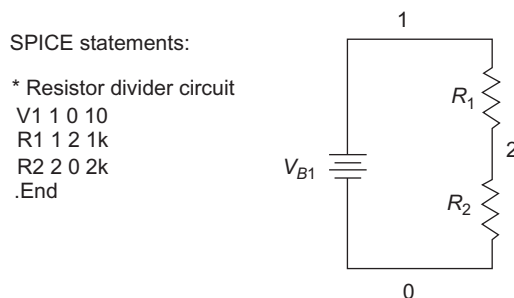 SPICE statements:
* Resistor divider circuit
V1 1 0 10
R1 1 2 1k
R2 2 0 2k
.End
1
R1
2
VB1
R2
0